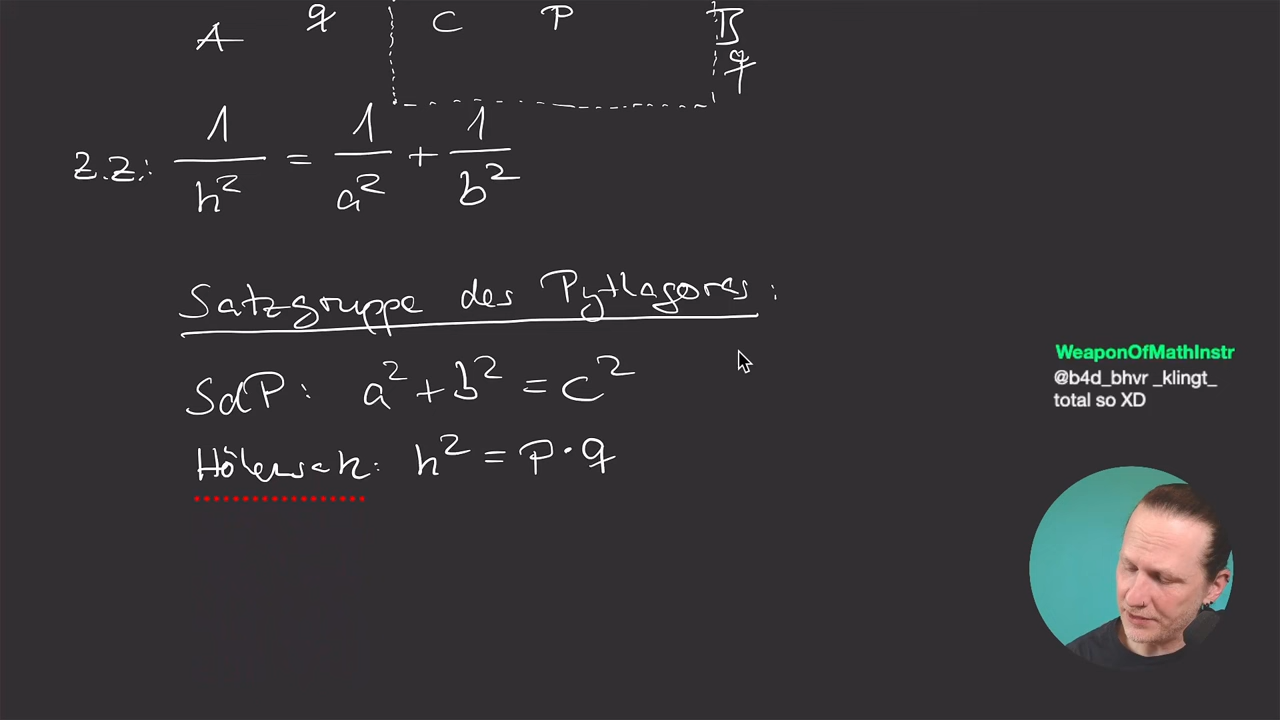 A q C P B
q
z.z.: 1/h² = 1/a² + 1/b²
Satzgruppe des Pythagoras:
SdP: a² + b² = c²
Höhensatz: h² = p · q
WeaponOfMathInstr
@b4d_bhvr _klingt_
total so XD